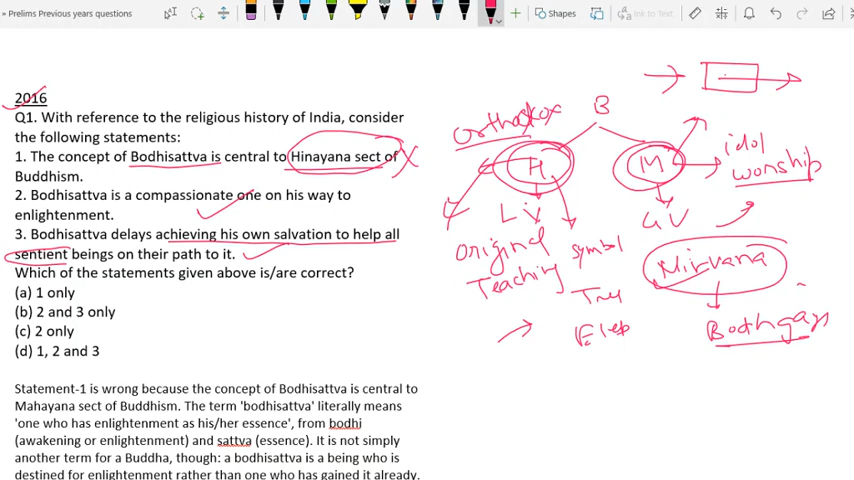 » Prelims Previous years questions
Shapes
Ink to Text
2016
Q1. With reference to the religious history of India, consider
the following statements:
1. The concept of Bodhisattva is central to Hinayana sect of
Buddhism.
2. Bodhisattva is a compassionate one on his way to
enlightenment.
3. Bodhisattva delays achieving his own salvation to help all
sentient beings on their path to it.
Which of the statements given above is/are correct?
(a) 1 only
(b) 2 and 3 only
(c) 2 only
(d) 1, 2 and 3
Statement-1 is wrong because the concept of Bodhisattva is central to
Mahayana sect of Buddhism. The term 'bodhisattva' literally means
'one who has enlightenment as his/her essence', from bodhi
(awakening or enlightenment) and sattva (essence). It is not simply
another term for a Buddha, though: a bodhisattva is a being who is
destined for enlightenment rather than one who has gained it already.
B
Orthodox
H
M
idol
worship
L V
G V
Original
Teaching
symbol
Nirvana